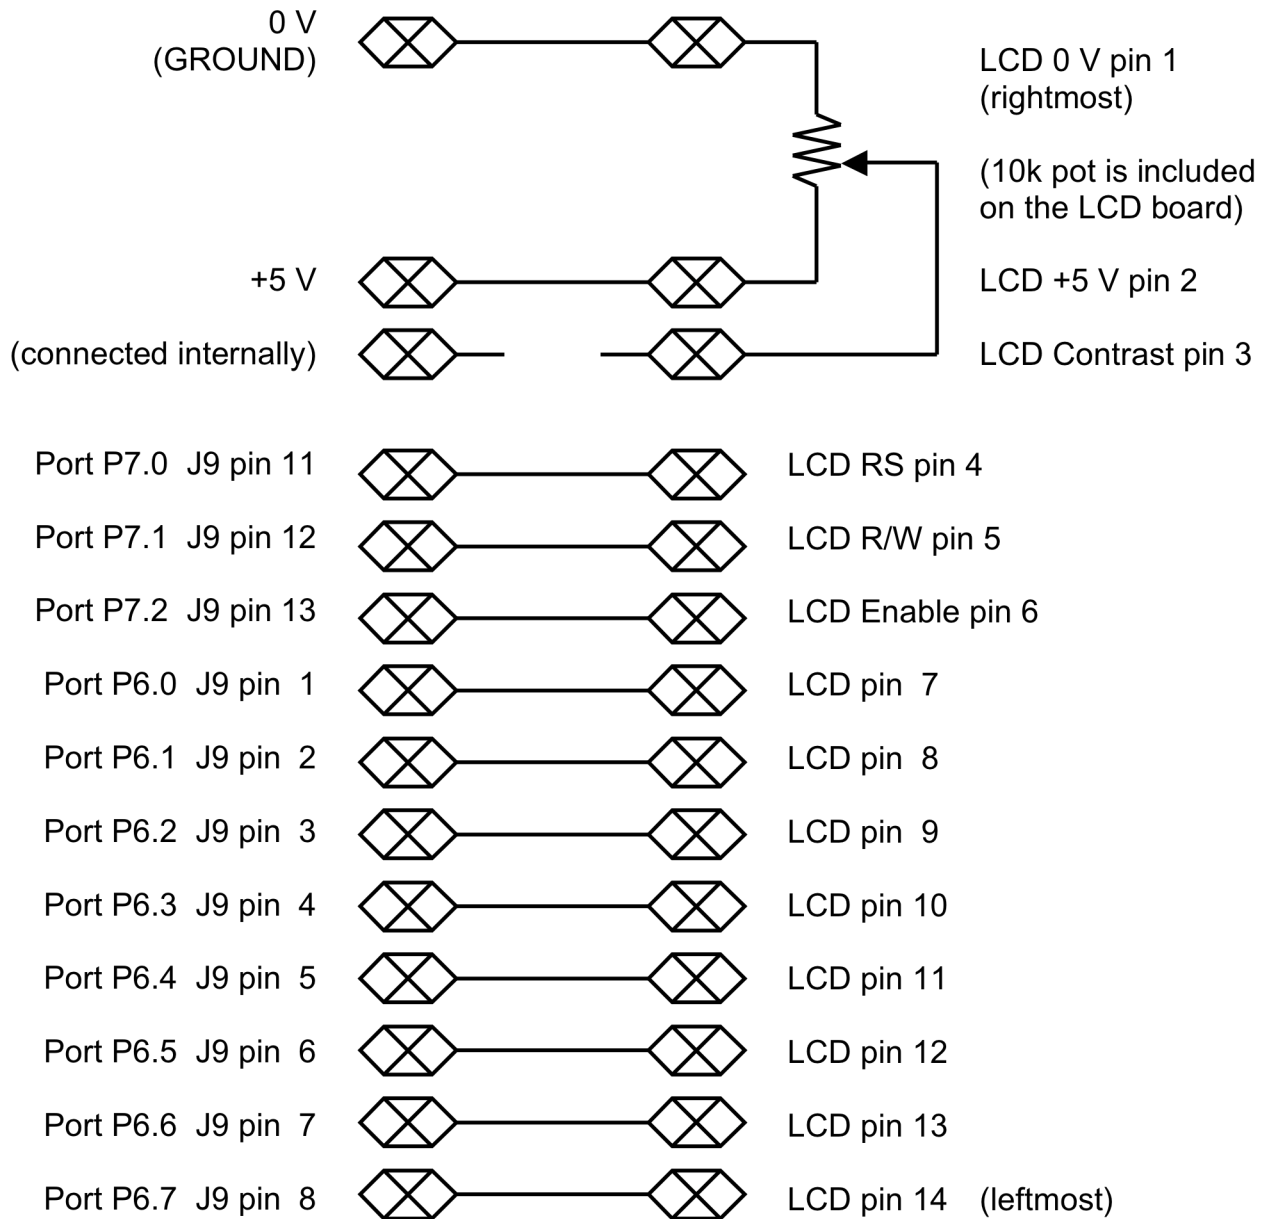 0 V
(GROUND)
LCD 0 V pin 1
(rightmost)
(10k pot is included
on the LCD board)
+5 V
LCD +5 V pin 2
(connected internally)
LCD Contrast pin 3
Port P7.0 J9 pin 11
LCD RS pin 4
Port P7.1 J9 pin 12
LCD R/W pin 5
Port P7.2 J9 pin 13
LCD Enable pin 6
Port P6.0 J9 pin 1
LCD pin 7
Port P6.1 J9 pin 2
LCD pin 8
Port P6.2 J9 pin 3
LCD pin 9
Port P6.3 J9 pin 4
LCD pin 10
Port P6.4 J9 pin 5
LCD pin 11
Port P6.5 J9 pin 6
LCD pin 12
Port P6.6 J9 pin 7
LCD pin 13
Port P6.7 J9 pin 8
LCD pin 14 (leftmost)